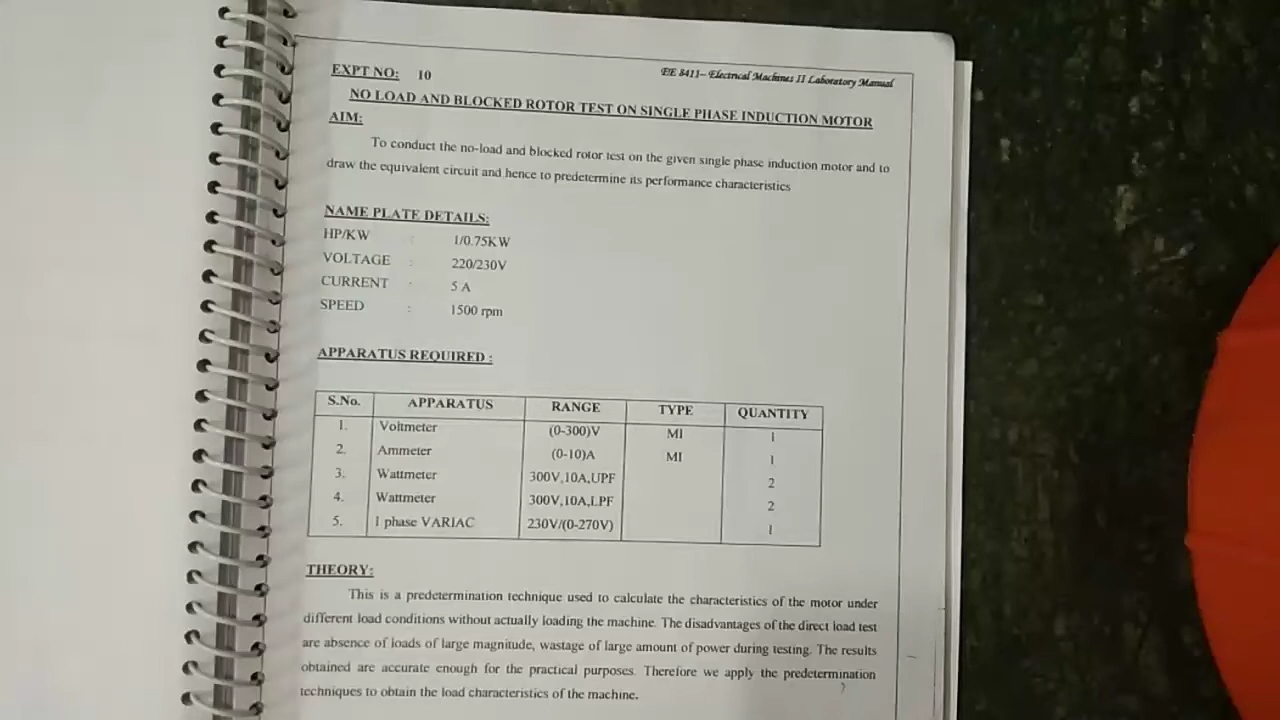 EXPT NO: 10
EE 8411– Electrical Machines II Laboratory Manual
NO LOAD AND BLOCKED ROTOR TEST ON SINGLE PHASE INDUCTION MOTOR
AIM:
To conduct the no-load and blocked rotor test on the given single phase induction motor and to
draw the equivalent circuit and hence to predetermine its performance characteristics
NAME PLATE DETAILS:
HP/KW : 1/0.75KW
VOLTAGE : 220/230V
CURRENT : 5 A
SPEED : 1500 rpm
APPARATUS REQUIRED :
S.No. APPARATUS RANGE TYPE QUANTITY
1. Voltmeter (0-300)V MI 1
2. Ammeter (0-10)A MI 1
3. Wattmeter 300V,10A,UPF 2
4. Wattmeter 300V,10A,LPF 2
5. 1 phase VARIAC 230V/(0-270V) 1
THEORY:
This is a predetermination technique used to calculate the characteristics of the motor under
different load conditions without actually loading the machine. The disadvantages of the direct load test
are absence of loads of large magnitude, wastage of large amount of power during testing. The results
obtained are accurate enough for the practical purposes. Therefore we apply the predetermination
techniques to obtain the load characteristics of the machine.